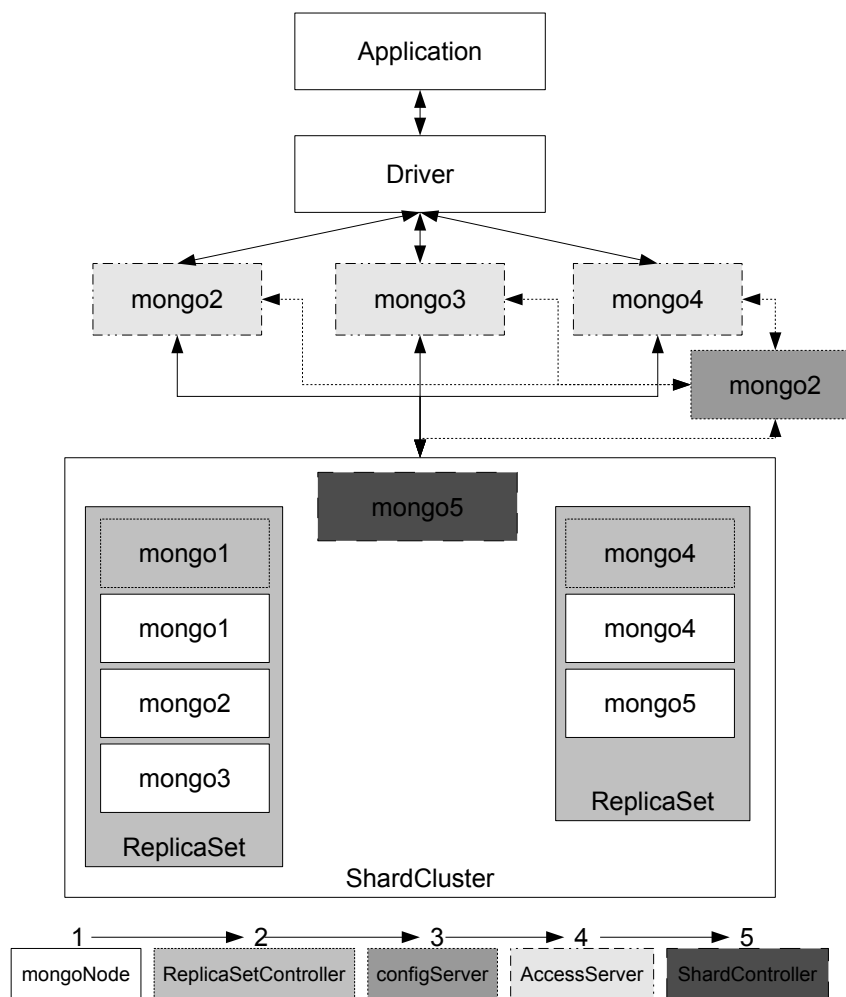 Application
Driver
mongo2
mongo3
mongo4
mongo2
mongo5
mongo1
mongo1
mongo2
mongo3
ReplicaSet
mongo4
mongo4
mongo5
ReplicaSet
ShardCluster
1 2 3 4 5
mongoNode ReplicaSetController configServer AccessServer ShardController